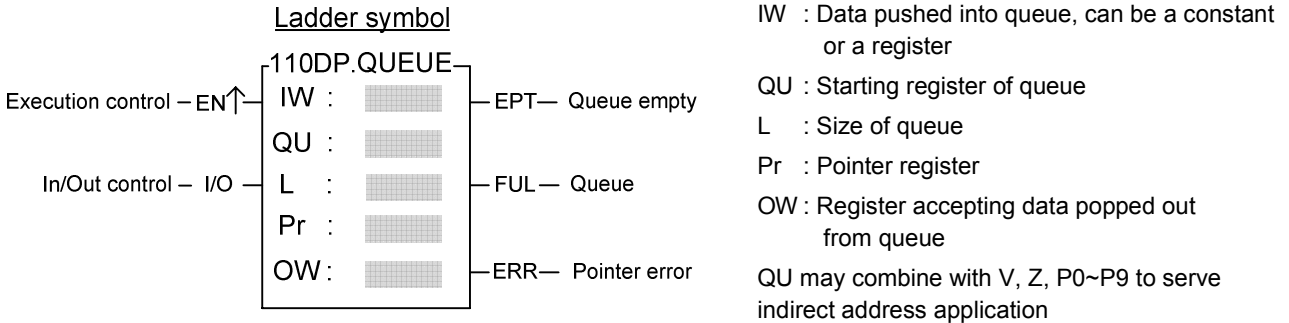 Ladder symbol
110DP.QUEUE
Execution control EN↑ IW : EPT Queue empty
QU :
In/Out control I/O L : FUL Queue
Pr :
OW : ERR Pointer error
IW : Data pushed into queue, can be a constant
or a register
QU : Starting register of queue
L : Size of queue
Pr : Pointer register
OW : Register accepting data popped out
from queue
QU may combine with V, Z, P0~P9 to serve
indirect address application